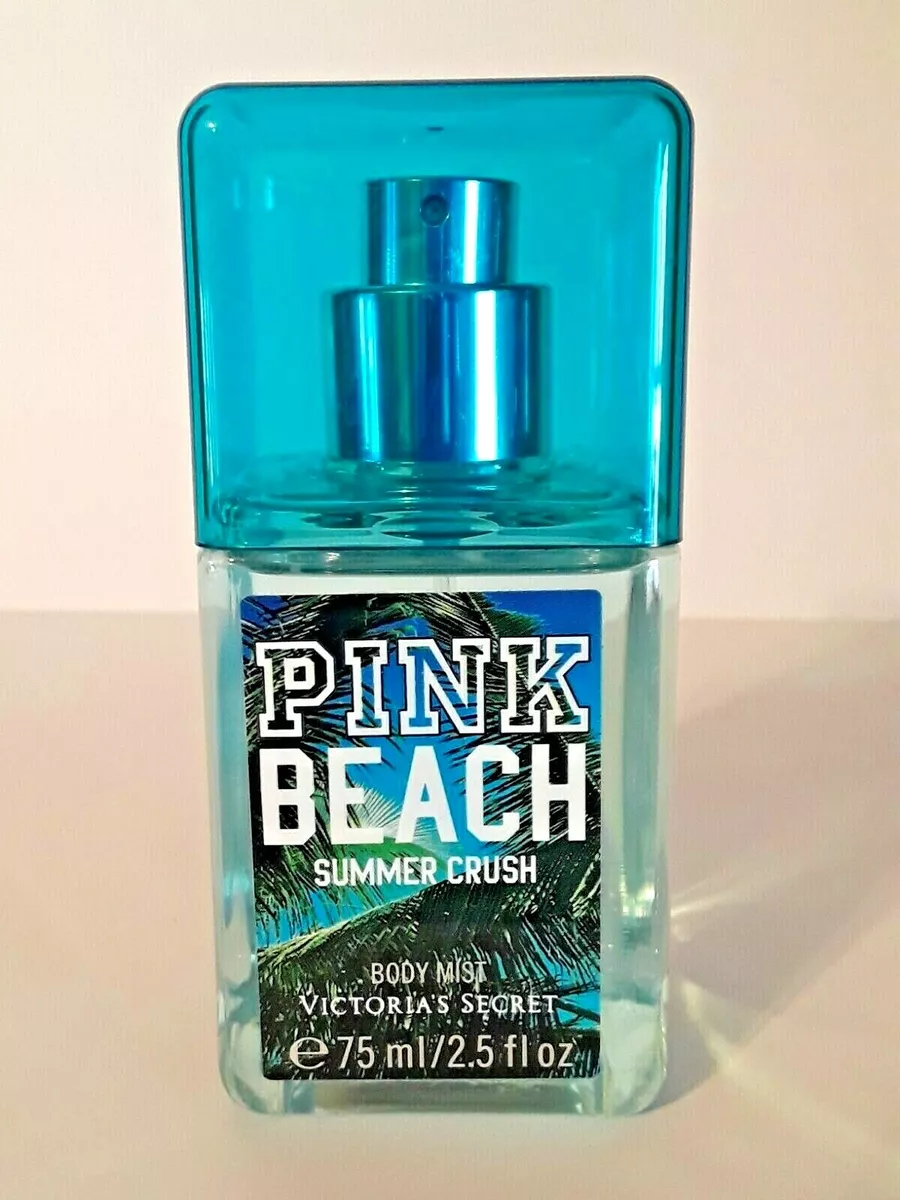 PINK
BEACH
SUMMER CRUSH
BODY MIST
VICTORIA'S SECRET
℮ 75 ml/2.5 fl oz